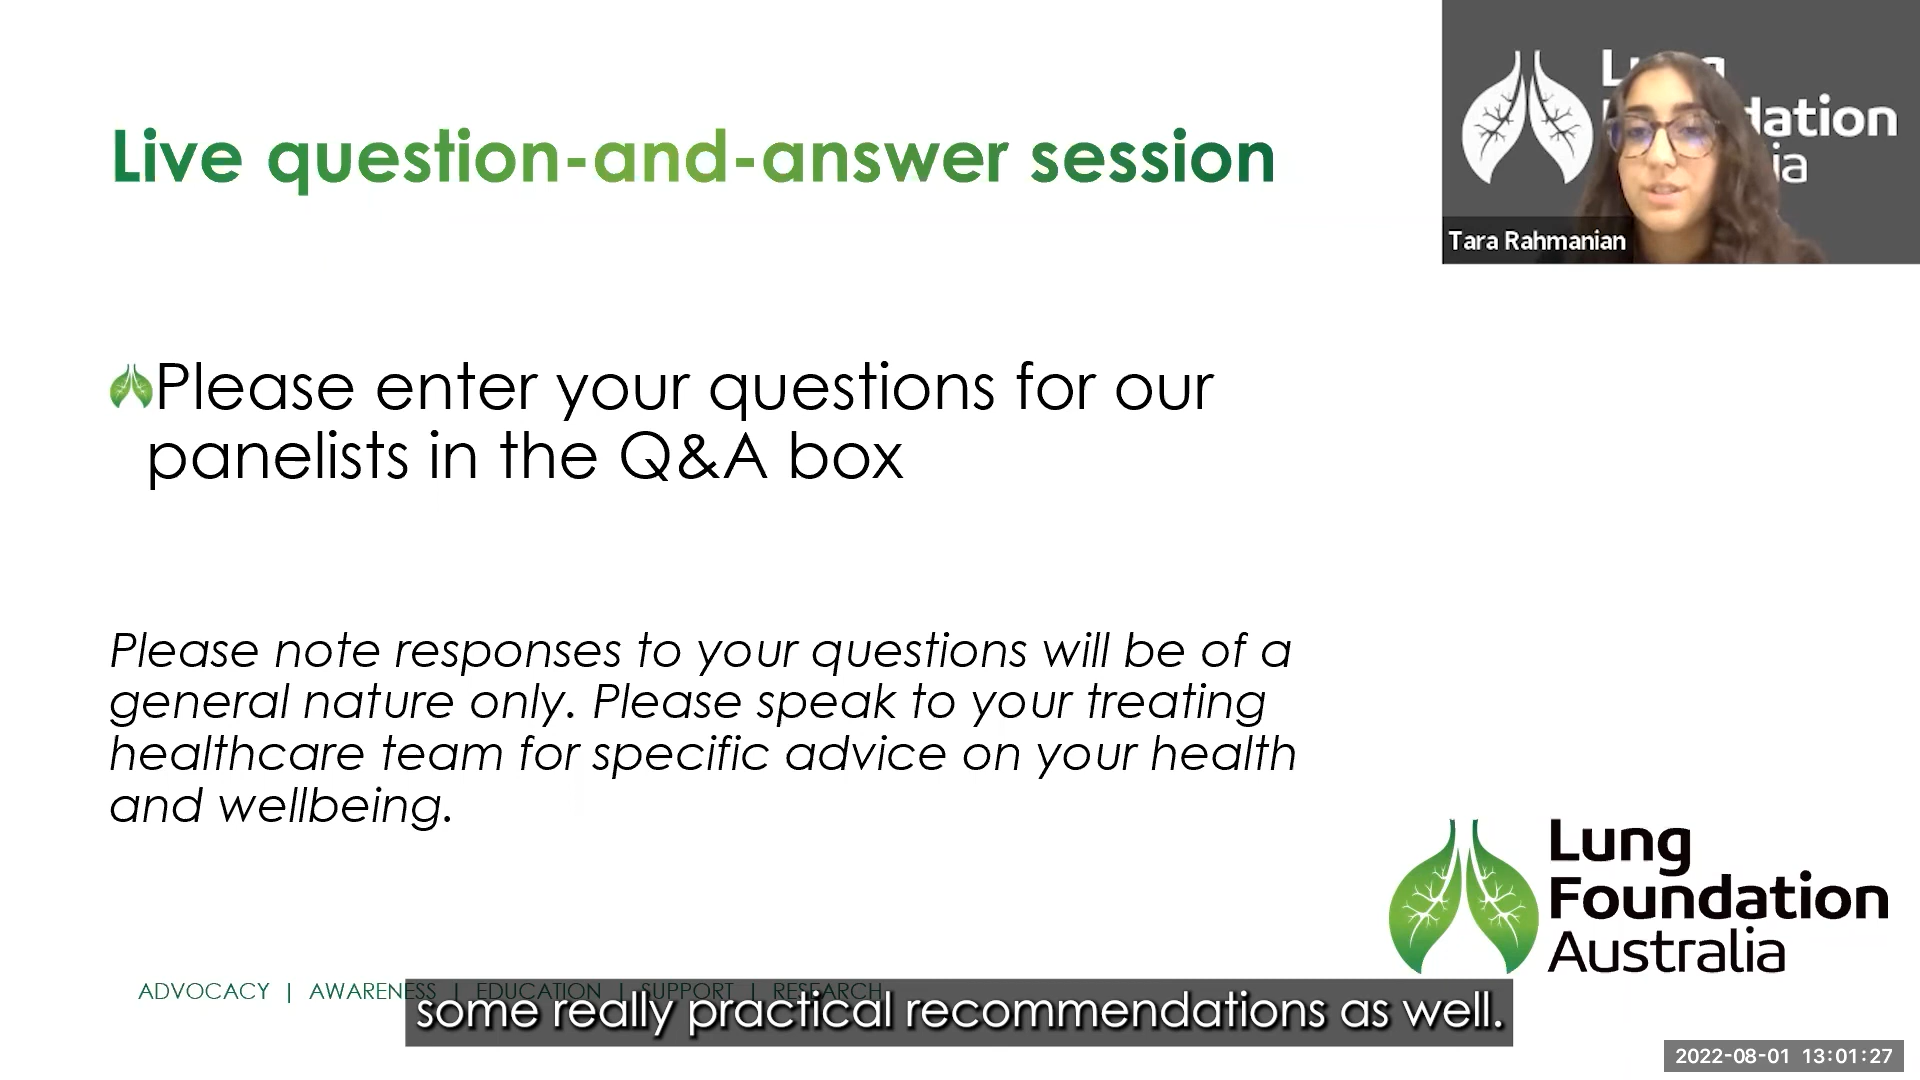 Live question-and-answer session
Please enter your questions for our
panelists in the Q&A box
Please note responses to your questions will be of a
general nature only. Please speak to your treating
healthcare team for specific advice on your health
and wellbeing.
Tara Rahmanian
Lung
Foundation
Australia
ADVOCACY | AWARENESS | EDUCATION | SUPPORT | RESEARCH
some really practical recommendations as well.
2022-08-01 13:01:27